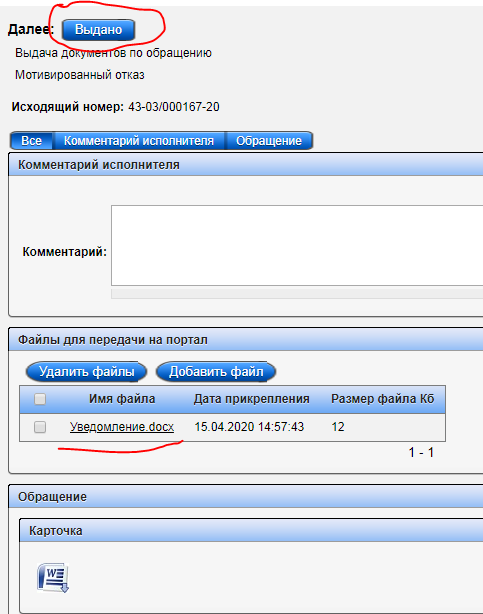 Далее: Выдано
Выдача документов по обращению
Мотивированный отказ
Исходящий номер: 43-03/000167-20
Все Комментарий исполнителя Обращение
Комментарий исполнителя
Комментарий:
Файлы для передачи на портал
Удалить файлы Добавить файл
Имя файла Дата прикрепления Размер файла Кб
Уведомление.docx 15.04.2020 14:57:43 12
1 - 1
Обращение
Карточка
W